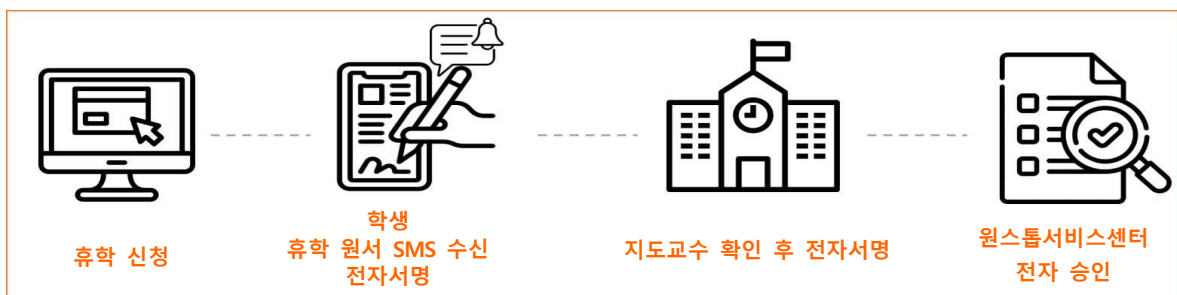 휴학 신청
학생
휴학 원서 SMS 수신
전자서명
지도교수 확인 후 전자서명
원스톱서비스센터
전자 승인